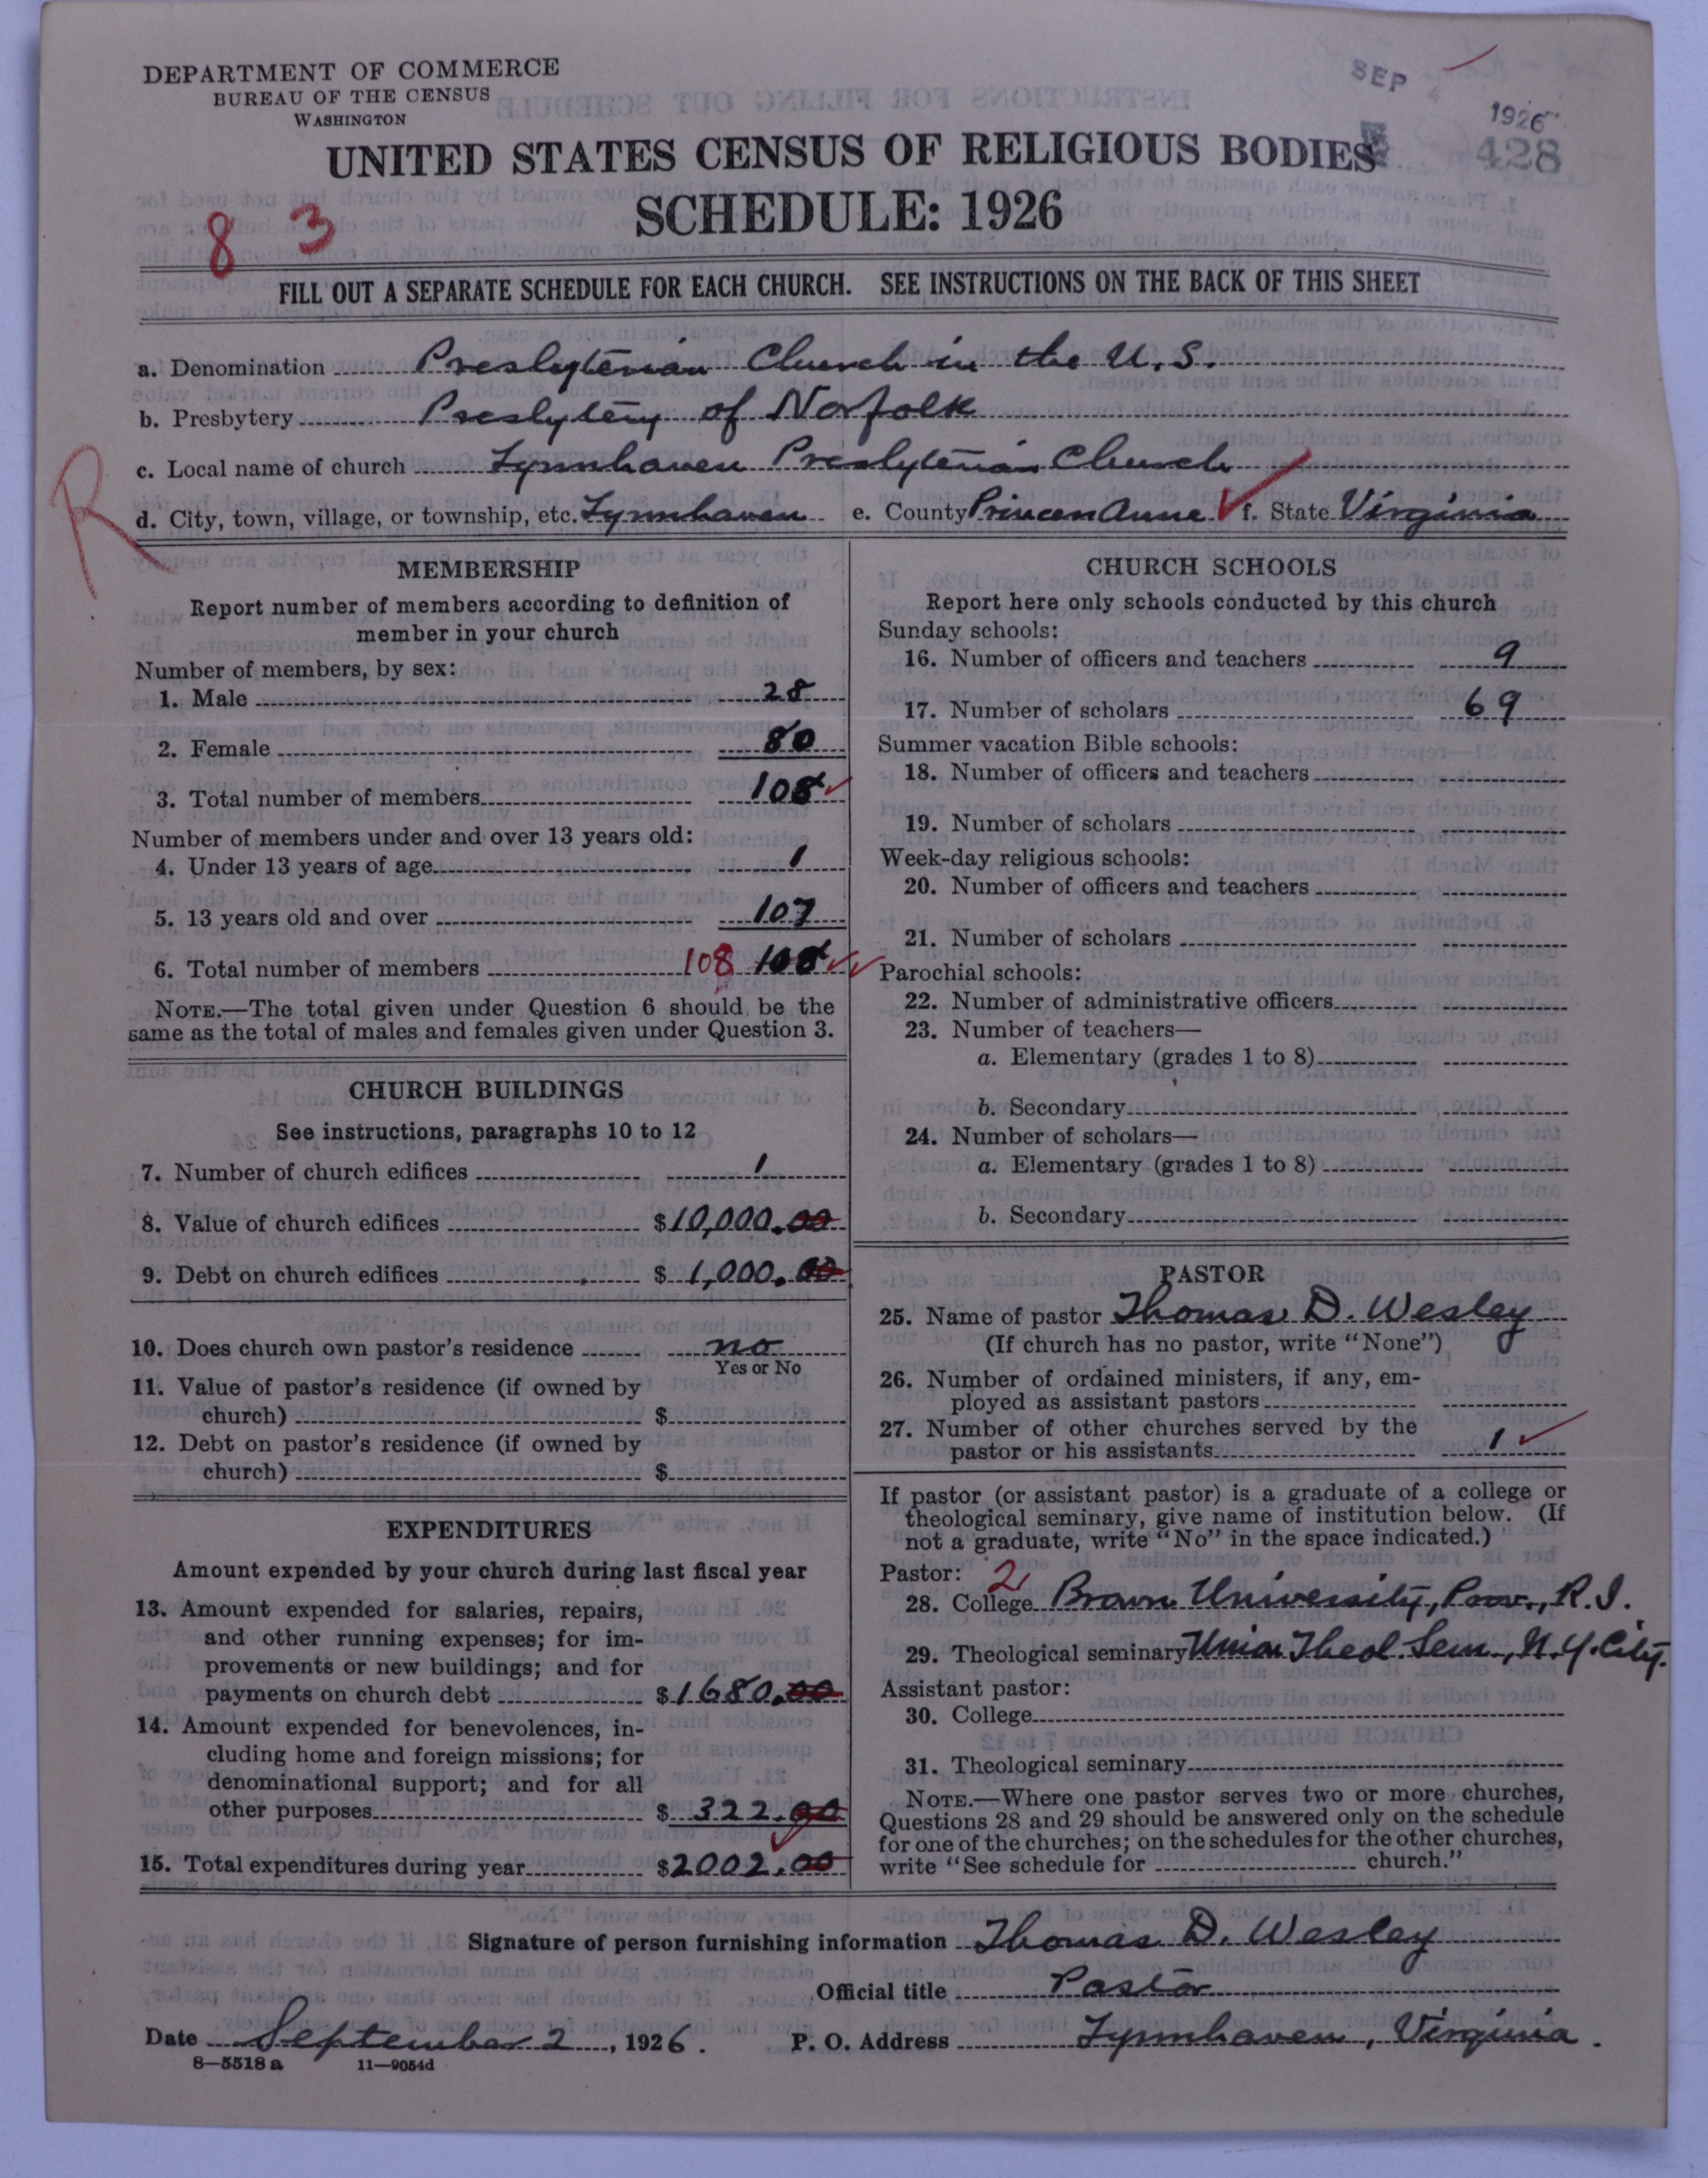 DEPARTMENT OF COMMERCE
BUREAU OF THE CENSUS
WASHINGTON
SEP 4 1926
428
UNITED STATES CENSUS OF RELIGIOUS BODIES
SCHEDULE: 1926
8 3
FILL OUT A SEPARATE SCHEDULE FOR EACH CHURCH. SEE INSTRUCTIONS ON THE BACK OF THIS SHEET
a. Denomination Presbyterian Church in the U.S.
b. Presbytery Presbytery of Norfolk
R
c. Local name of church Lynnhaven Presbyterian Church
d. City, town, village, or township, etc. Lynnhaven e. County Princess Anne f. State Virginia
MEMBERSHIP
Report number of members according to definition of
member in your church
Number of members, by sex:
1. Male 28
2. Female 80
3. Total number of members 108
Number of members under and over 13 years old:
4. Under 13 years of age 1
5. 13 years old and over 107
6. Total number of members 108 108
NOTE.—The total given under Question 6 should be the
same as the total of males and females given under Question 3.
CHURCH BUILDINGS
See instructions, paragraphs 10 to 12
7. Number of church edifices 1
8. Value of church edifices $10,000.00
9. Debt on church edifices $1,000.00
10. Does church own pastor's residence no
Yes or No
11. Value of pastor's residence (if owned by
church) $
12. Debt on pastor's residence (if owned by
church) $
EXPENDITURES
Amount expended by your church during last fiscal year
13. Amount expended for salaries, repairs,
and other running expenses; for im-
provements or new buildings; and for
payments on church debt $1680.00
14. Amount expended for benevolences, in-
cluding home and foreign missions; for
denominational support; and for all
other purposes $322.00
15. Total expenditures during year $2002.00
CHURCH SCHOOLS
Report here only schools conducted by this church
Sunday schools:
16. Number of officers and teachers 9
17. Number of scholars 69
Summer vacation Bible schools:
18. Number of officers and teachers
19. Number of scholars
Week-day religious schools:
20. Number of officers and teachers
21. Number of scholars
Parochial schools:
22. Number of administrative officers
23. Number of teachers—
a. Elementary (grades 1 to 8)
b. Secondary
24. Number of scholars—
a. Elementary (grades 1 to 8)
b. Secondary
PASTOR
25. Name of pastor Thomas D. Wesley
(If church has no pastor, write "None")
26. Number of ordained ministers, if any, em-
ployed as assistant pastors
27. Number of other churches served by the
pastor or his assistants 1
If pastor (or assistant pastor) is a graduate of a college or
theological seminary, give name of institution below. (If
not a graduate, write "No" in the space indicated.)
Pastor: 2
28. College Brown University, Prov., R.I.
29. Theological seminary Union Theol. Sem., N.Y. City.
Assistant pastor:
30. College
31. Theological seminary
NOTE.—Where one pastor serves two or more churches,
Questions 28 and 29 should be answered only on the schedule
for one of the churches; on the schedules for the other churches,
write "See schedule for church."
Signature of person furnishing information Thomas D. Wesley
Official title Pastor
Date September 2, 1926. P. O. Address Lynnhaven, Virginia.
8—5518 a 11—9054d